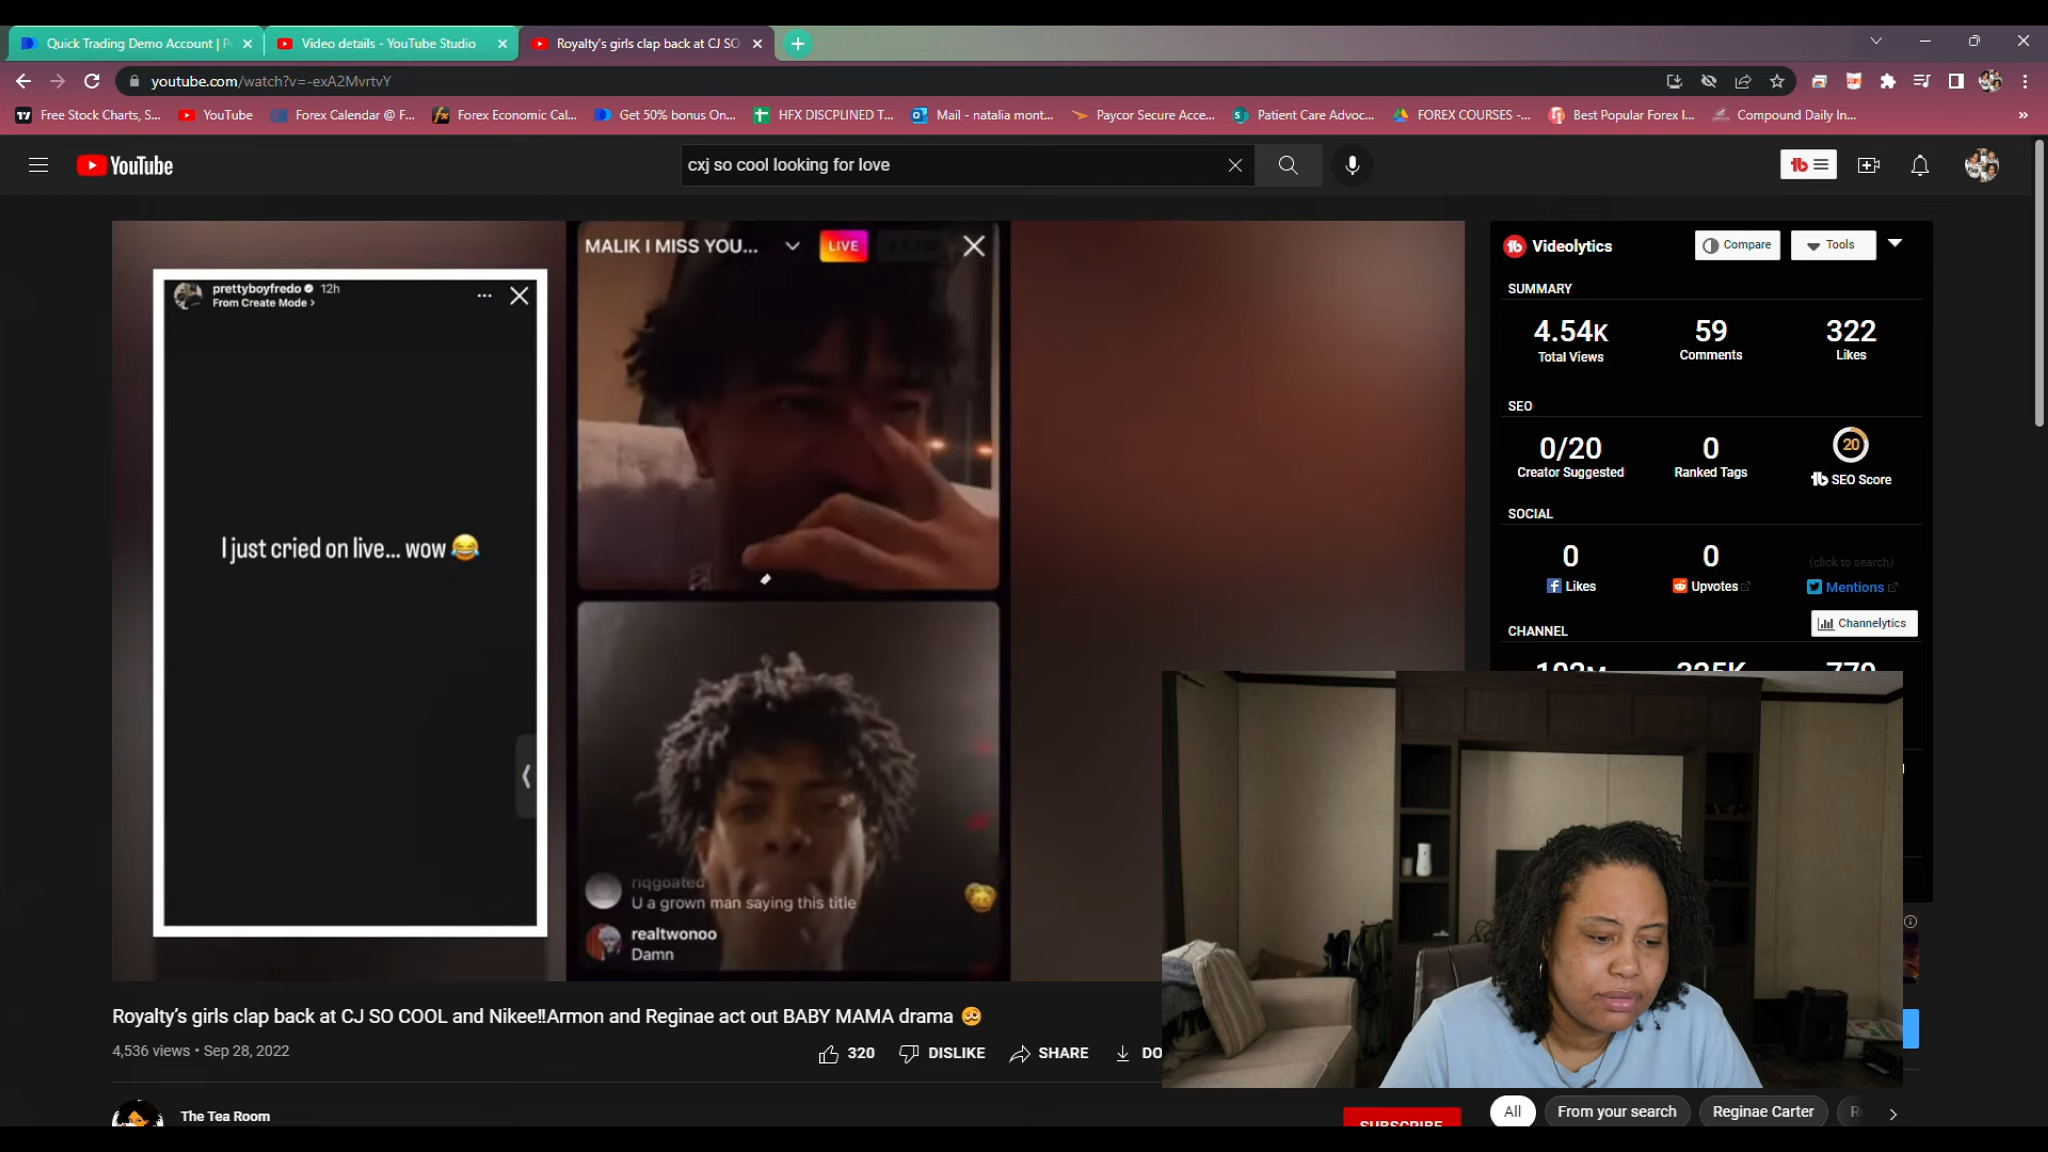 Quick Trading Demo Account | P
Video details - YouTube Studio
Royalty's girls clap back at CJ SO
youtube.com/watch?v=-exA2MvrtvY
Free Stock Charts, S...
YouTube
Forex Calendar @ F...
Forex Economic Cal...
Get 50% bonus On...
HFX DISCPLINED T...
Mail - natalia mont...
Paycor Secure Acce...
Patient Care Advoc...
FOREX COURSES -...
Best Popular Forex I...
Compound Daily In...
YouTube
cxj so cool looking for love
prettyboyfredo 12h
From Create Mode >
I just cried on live... wow 😂
MALIK I MISS YOU...
LIVE
riqgoated
U a grown man saying this title
realtwonoo
Damn
Videolytics
Compare
Tools
SUMMARY
4.54K 59 322
Total Views Comments Likes
SEO
0/20 0 20
Creator Suggested Ranked Tags SEO Score
SOCIAL
0 0 (click to search)
Likes Upvotes Mentions
CHANNEL
Channelytics
Royalty's girls clap back at CJ SO COOL and Nikee‼Armon and Reginae act out BABY MAMA drama 🥺
4,536 views • Sep 28, 2022
320 DISLIKE SHARE DO
The Tea Room
SUBSCRIBE
All
From your search
Reginae Carter